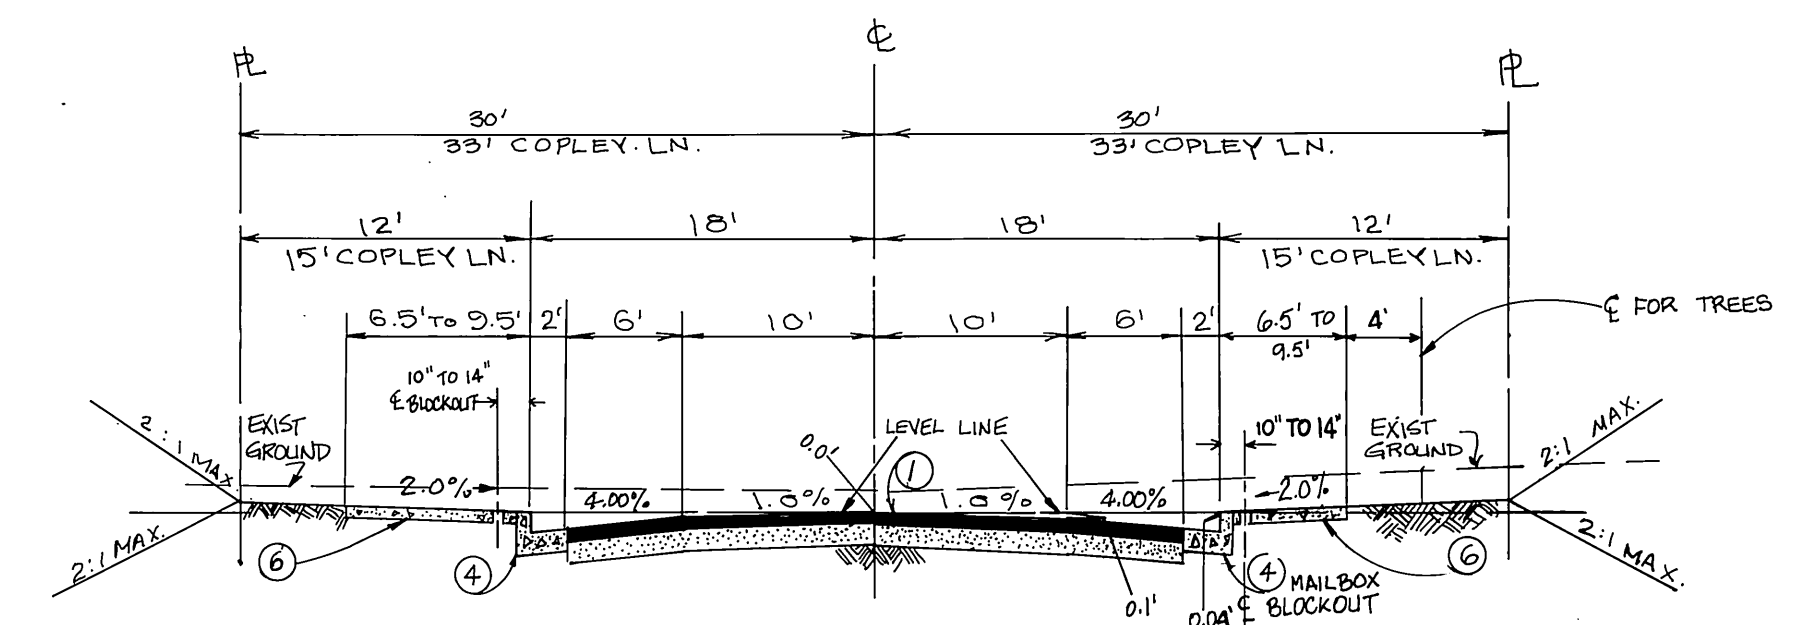 ℄
PL
PL
30'
30'
33' COPLEY. LN.
33' COPLEY LN.
12'
18'
18'
12'
15' COPLEY LN.
15' COPLEY LN.
6.5' TO 9.5'
2'
6'
10'
10'
6'
2'
6.5' TO
9.5'
4'
℄ FOR TREES
10" TO 14"
℄ BLOCKOUT
2:1 MAX.
EXIST
GROUND
0.0'
LEVEL LINE
1
10" TO 14"
EXIST
GROUND
2:1 MAX.
2.0%
4.00%
1.0%
1.0%
4.00%
2.0%
2:1 MAX.
6
4
4
6
2:1 MAX.
MAILBOX
℄ BLOCKOUT
0.1'
0.04'